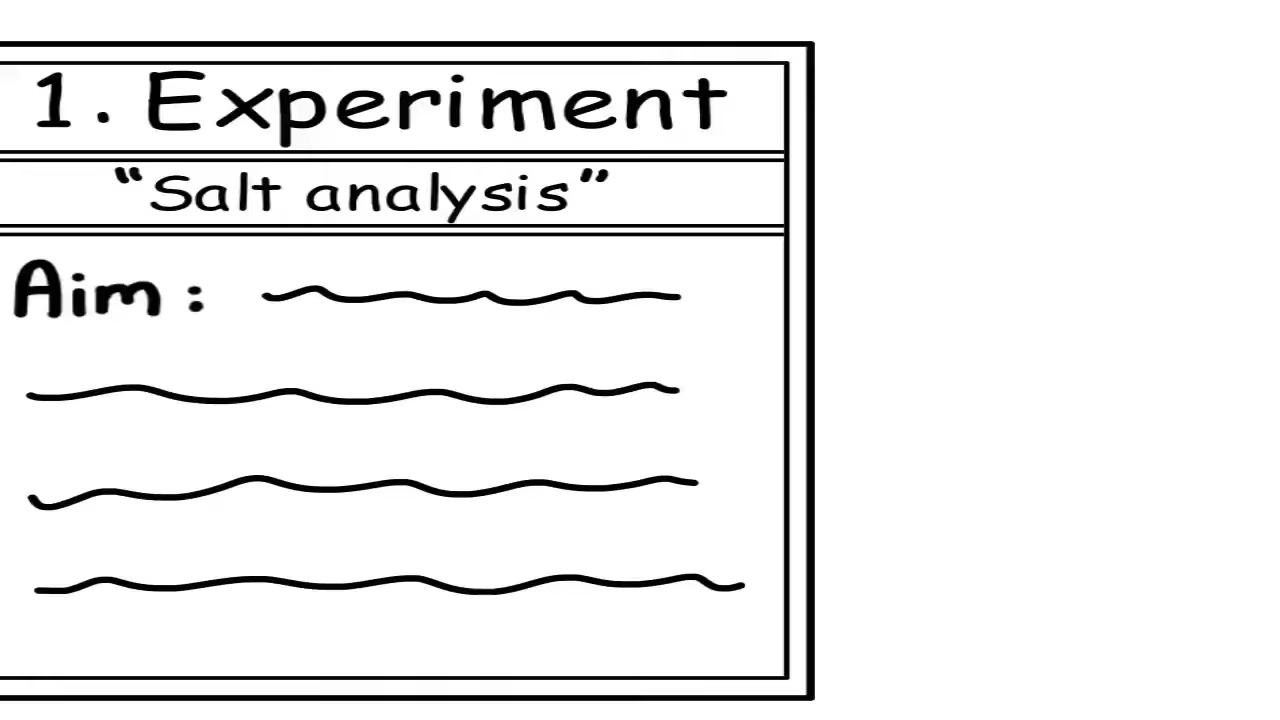 1. Experiment
“Salt analysis”
Aim :